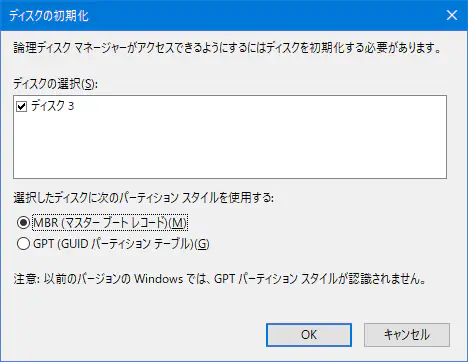 ディスクの初期化
論理ディスク マネージャーがアクセスできるようにするにはディスクを初期化する必要があります。
ディスクの選択(S):
ディスク 3
選択したディスクに次のパーティション スタイルを使用する:
MBR (マスター ブート レコード)(M)
GPT (GUID パーティション テーブル)(G)
注意: 以前のバージョンの Windows では、GPT パーティション スタイルが認識されません。
OK
キャンセル